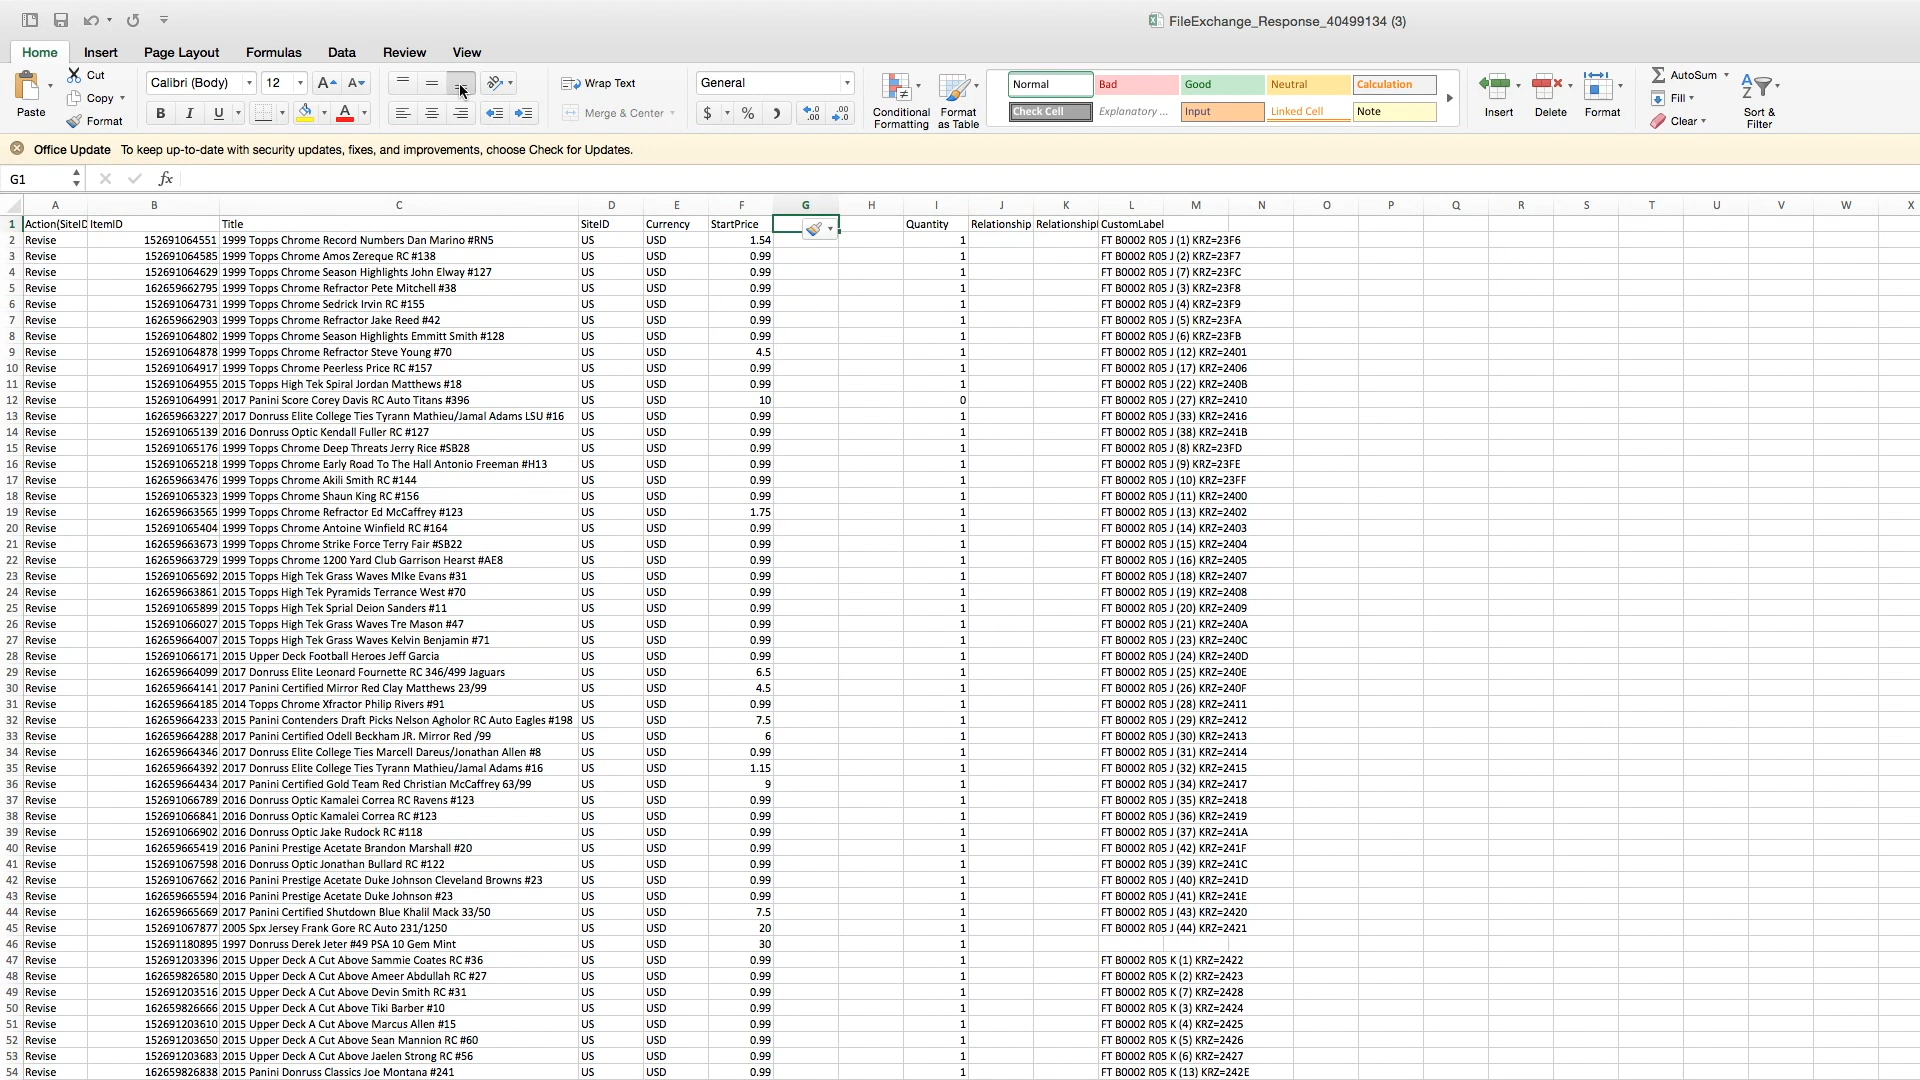 FileExchange_Response_40499134 (3)
Home Insert Page Layout Formulas Data Review View
Paste Cut Copy Format
Calibri (Body) 12
B I U A
Wrap Text
Merge & Center
General
$ % )
Conditional Formatting
Format as Table
Normal Bad Good Neutral Calculation
Check Cell Explanatory ... Input Linked Cell Note
Insert Delete Format
AutoSum Fill Clear
Sort & Filter
Office Update To keep up-to-date with security updates, fixes, and improvements, choose Check for Updates.
G1 fx
A B C D E F G H I J K L M N O P Q R S T U V W X
1 Action(SiteID ItemID Title SiteID Currency StartPrice Quantity Relationship Relationship CustomLabel
2 Revise 152691064551 1999 Topps Chrome Record Numbers Dan Marino #RN5 US USD 1.54 1 FT B0002 R05 J (1) KRZ=23F6
3 Revise 152691064585 1999 Topps Chrome Amos Zereque RC #138 US USD 0.99 1 FT B0002 R05 J (2) KRZ=23F7
4 Revise 152691064629 1999 Topps Chrome Season Highlights John Elway #127 US USD 0.99 1 FT B0002 R05 J (7) KRZ=23FC
5 Revise 162659662795 1999 Topps Chrome Refractor Pete Mitchell #38 US USD 0.99 1 FT B0002 R05 J (3) KRZ=23F8
6 Revise 152691064731 1999 Topps Chrome Sedrick Irvin RC #155 US USD 0.99 1 FT B0002 R05 J (4) KRZ=23F9
7 Revise 162659662903 1999 Topps Chrome Refractor Jake Reed #42 US USD 0.99 1 FT B0002 R05 J (5) KRZ=23FA
8 Revise 152691064802 1999 Topps Chrome Season Highlights Emmitt Smith #128 US USD 0.99 1 FT B0002 R05 J (6) KRZ=23FB
9 Revise 152691064878 1999 Topps Chrome Refractor Steve Young #70 US USD 4.5 1 FT B0002 R05 J (12) KRZ=2401
10 Revise 152691064917 1999 Topps Chrome Peerless Price RC #157 US USD 0.99 1 FT B0002 R05 J (17) KRZ=2406
11 Revise 152691064955 2015 Topps High Tek Spiral Jordan Matthews #18 US USD 0.99 1 FT B0002 R05 J (22) KRZ=240B
12 Revise 152691064991 2017 Panini Score Corey Davis RC Auto Titans #396 US USD 10 0 FT B0002 R05 J (27) KRZ=2410
13 Revise 162659663227 2017 Donruss Elite College Ties Tyrann Mathieu/Jamal Adams LSU #16 US USD 0.99 1 FT B0002 R05 J (33) KRZ=2416
14 Revise 152691065139 2016 Donruss Optic Kendall Fuller RC #127 US USD 0.99 1 FT B0002 R05 J (38) KRZ=241B
15 Revise 152691065176 1999 Topps Chrome Deep Threats Jerry Rice #SB28 US USD 0.99 1 FT B0002 R05 J (8) KRZ=23FD
16 Revise 152691065218 1999 Topps Chrome Early Road To The Hall Antonio Freeman #H13 US USD 0.99 1 FT B0002 R05 J (9) KRZ=23FE
17 Revise 162659663476 1999 Topps Chrome Akili Smith RC #144 US USD 0.99 1 FT B0002 R05 J (10) KRZ=23FF
18 Revise 152691065323 1999 Topps Chrome Shaun King RC #156 US USD 0.99 1 FT B0002 R05 J (11) KRZ=2400
19 Revise 162659663565 1999 Topps Chrome Refractor Ed McCaffrey #123 US USD 1.75 1 FT B0002 R05 J (13) KRZ=2402
20 Revise 152691065404 1999 Topps Chrome Antoine Winfield RC #164 US USD 0.99 1 FT B0002 R05 J (14) KRZ=2403
21 Revise 162659663673 1999 Topps Chrome Strike Force Terry Fair #SB22 US USD 0.99 1 FT B0002 R05 J (15) KRZ=2404
22 Revise 162659663729 1999 Topps Chrome 1200 Yard Club Garrison Hearst #AE8 US USD 0.99 1 FT B0002 R05 J (16) KRZ=2405
23 Revise 152691065692 2015 Topps High Tek Grass Waves MIke Evans #31 US USD 0.99 1 FT B0002 R05 J (18) KRZ=2407
24 Revise 162659663861 2015 Topps High Tek Pyramids Terrance West #70 US USD 0.99 1 FT B0002 R05 J (19) KRZ=2408
25 Revise 152691065899 2015 Topps High Tek Sprial Deion Sanders #11 US USD 0.99 1 FT B0002 R05 J (20) KRZ=2409
26 Revise 152691066027 2015 Topps High Tek Grass Waves Tre Mason #47 US USD 0.99 1 FT B0002 R05 J (21) KRZ=240A
27 Revise 162659664007 2015 Topps High Tek Grass Waves Kelvin Benjamin #71 US USD 0.99 1 FT B0002 R05 J (23) KRZ=240C
28 Revise 152691066171 2015 Upper Deck Football Heroes Jeff Garcia US USD 0.99 1 FT B0002 R05 J (24) KRZ=240D
29 Revise 162659664099 2017 Donruss Elite Leonard Fournette RC 346/499 Jaguars US USD 6.5 1 FT B0002 R05 J (25) KRZ=240E
30 Revise 162659664141 2017 Panini Certified Mirror Red Clay Matthews 23/99 US USD 4.5 1 FT B0002 R05 J (26) KRZ=240F
31 Revise 162659664185 2014 Topps Chrome Xfractor Philip Rivers #91 US USD 0.99 1 FT B0002 R05 J (28) KRZ=2411
32 Revise 162659664233 2015 Panini Contenders Draft Picks Nelson Agholor RC Auto Eagles #198 US USD 7.5 1 FT B0002 R05 J (29) KRZ=2412
33 Revise 162659664288 2017 Panini Certified Odell Beckham JR. Mirror Red /99 US USD 6 1 FT B0002 R05 J (30) KRZ=2413
34 Revise 162659664346 2017 Donruss Elite College Ties Marcell Dareus/Jonathan Allen #8 US USD 0.99 1 FT B0002 R05 J (31) KRZ=2414
35 Revise 162659664392 2017 Donruss Elite College Ties Tyrann Mathieu/Jamal Adams #16 US USD 1.15 1 FT B0002 R05 J (32) KRZ=2415
36 Revise 162659664434 2017 Panini Certified Gold Team Red Christian McCaffrey 63/99 US USD 9 1 FT B0002 R05 J (34) KRZ=2417
37 Revise 152691066789 2016 Donruss Optic Kamalei Correa RC Ravens #123 US USD 0.99 1 FT B0002 R05 J (35) KRZ=2418
38 Revise 152691066841 2016 Donruss Optic Kamalei Correa RC #123 US USD 0.99 1 FT B0002 R05 J (36) KRZ=2419
39 Revise 152691066902 2016 Donruss Optic Jake Rudock RC #118 US USD 0.99 1 FT B0002 R05 J (37) KRZ=241A
40 Revise 162659665419 2016 Panini Prestige Acetate Brandon Marshall #20 US USD 0.99 1 FT B0002 R05 J (42) KRZ=241F
41 Revise 152691067598 2016 Donruss Optic Jonathan Bullard RC #122 US USD 0.99 1 FT B0002 R05 J (39) KRZ=241C
42 Revise 152691067662 2016 Panini Prestige Acetate Duke Johnson Cleveland Browns #23 US USD 0.99 1 FT B0002 R05 J (40) KRZ=241D
43 Revise 162659665594 2016 Panini Prestige Acetate Duke Johnson #23 US USD 0.99 1 FT B0002 R05 J (41) KRZ=241E
44 Revise 162659665669 2017 Panini Certified Shutdown Blue Khalil Mack 33/50 US USD 7.5 1 FT B0002 R05 J (43) KRZ=2420
45 Revise 152691067877 2005 Spx Jersey Frank Gore RC Auto 231/1250 US USD 20 1 FT B0002 R05 J (44) KRZ=2421
46 Revise 152691180895 1997 Donruss Derek Jeter #49 PSA 10 Gem Mint US USD 30 1
47 Revise 152691203396 2015 Upper Deck A Cut Above Sammie Coates RC #36 US USD 0.99 1 FT B0002 R05 K (1) KRZ=2422
48 Revise 162659826580 2015 Upper Deck A Cut Above Ameer Abdullah RC #27 US USD 0.99 1 FT B0002 R05 K (2) KRZ=2423
49 Revise 152691203516 2015 Upper Deck A Cut Above Devin Smith RC #31 US USD 0.99 1 FT B0002 R05 K (7) KRZ=2428
50 Revise 162659826666 2015 Upper Deck A Cut Above Tiki Barber #10 US USD 0.99 1 FT B0002 R05 K (3) KRZ=2424
51 Revise 152691203610 2015 Upper Deck A Cut Above Marcus Allen #15 US USD 0.99 1 FT B0002 R05 K (4) KRZ=2425
52 Revise 152691203650 2015 Upper Deck A Cut Above Sean Mannion RC #60 US USD 0.99 1 FT B0002 R05 K (5) KRZ=2426
53 Revise 152691203683 2015 Upper Deck A Cut Above Jaelen Strong RC #56 US USD 0.99 1 FT B0002 R05 K (6) KRZ=2427
54 Revise 162659826838 2015 Panini Donruss Classics Joe Montana #241 US USD 0.99 1 FT B0002 R05 K (13) KRZ=242E